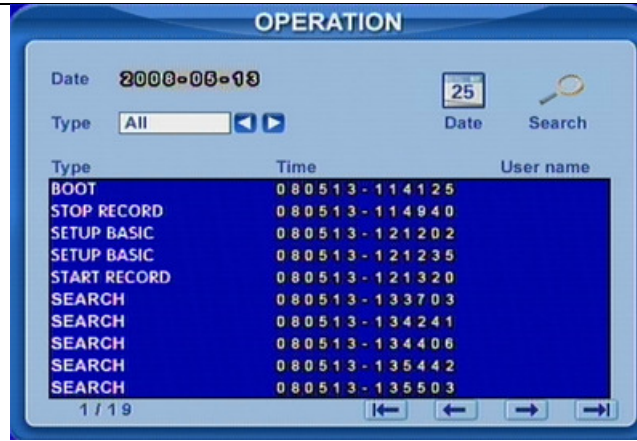 OPERATION
Date 2008-05-13
25
Type All
Date Search
Type Time User name
BOOT 080513-114125
STOP RECORD 080513-114940
SETUP BASIC 080513-121202
SETUP BASIC 080513-121235
START RECORD 080513-121320
SEARCH 080513-133703
SEARCH 080513-134241
SEARCH 080513-134406
SEARCH 080513-135442
SEARCH 080513-135503
1/19